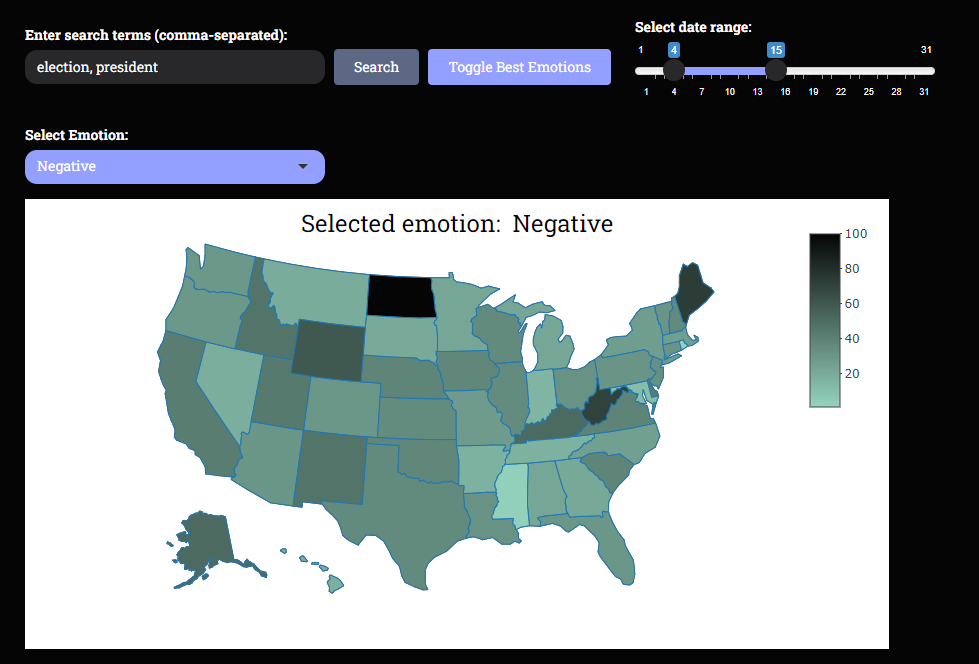 Enter search terms (comma-separated):
election, president
Search
Toggle Best Emotions
Select date range:
1 4 15 31
1 4 7 10 13 16 19 22 25 28 31
Select Emotion:
Negative
Selected emotion: Negative
100
80
60
40
20